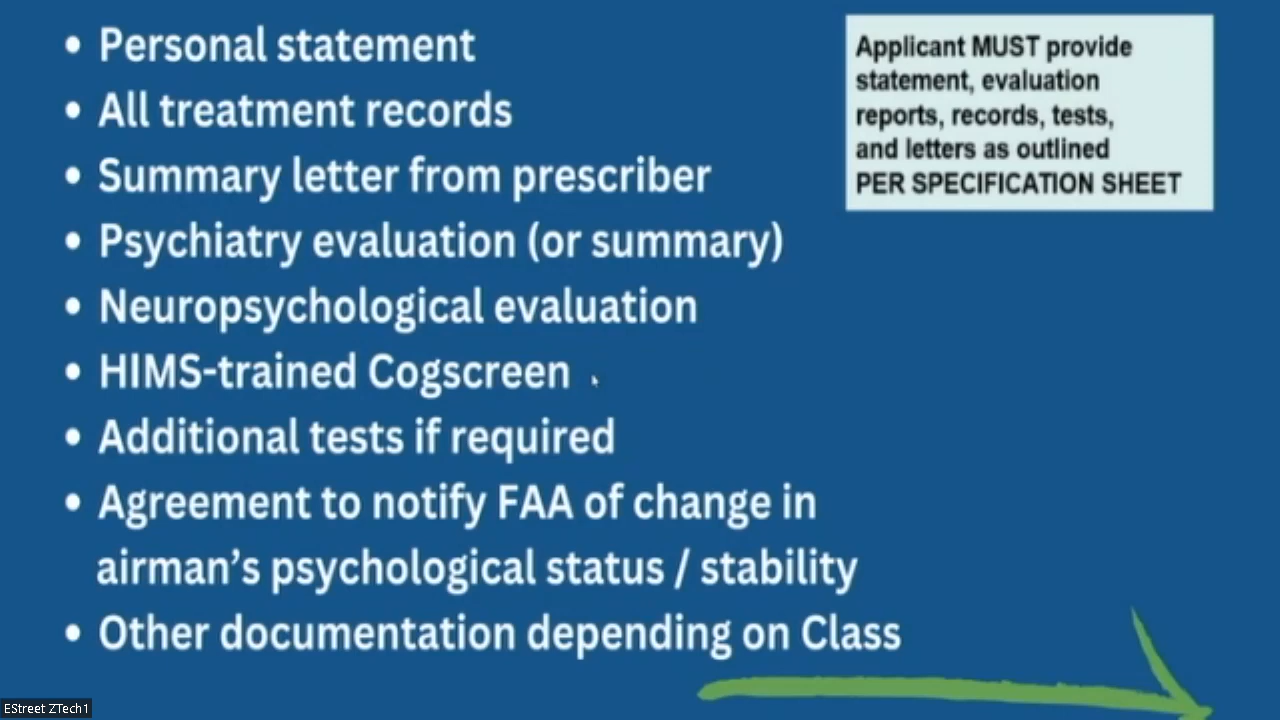 • Personal statement
• All treatment records
• Summary letter from prescriber
• Psychiatry evaluation (or summary)
• Neuropsychological evaluation
• HIMS-trained Cogscreen
• Additional tests if required
• Agreement to notify FAA of change in
airman’s psychological status / stability
• Other documentation depending on Class
Applicant MUST provide
statement, evaluation
reports, records, tests,
and letters as outlined
PER SPECIFICATION SHEET
EStreet ZTech1